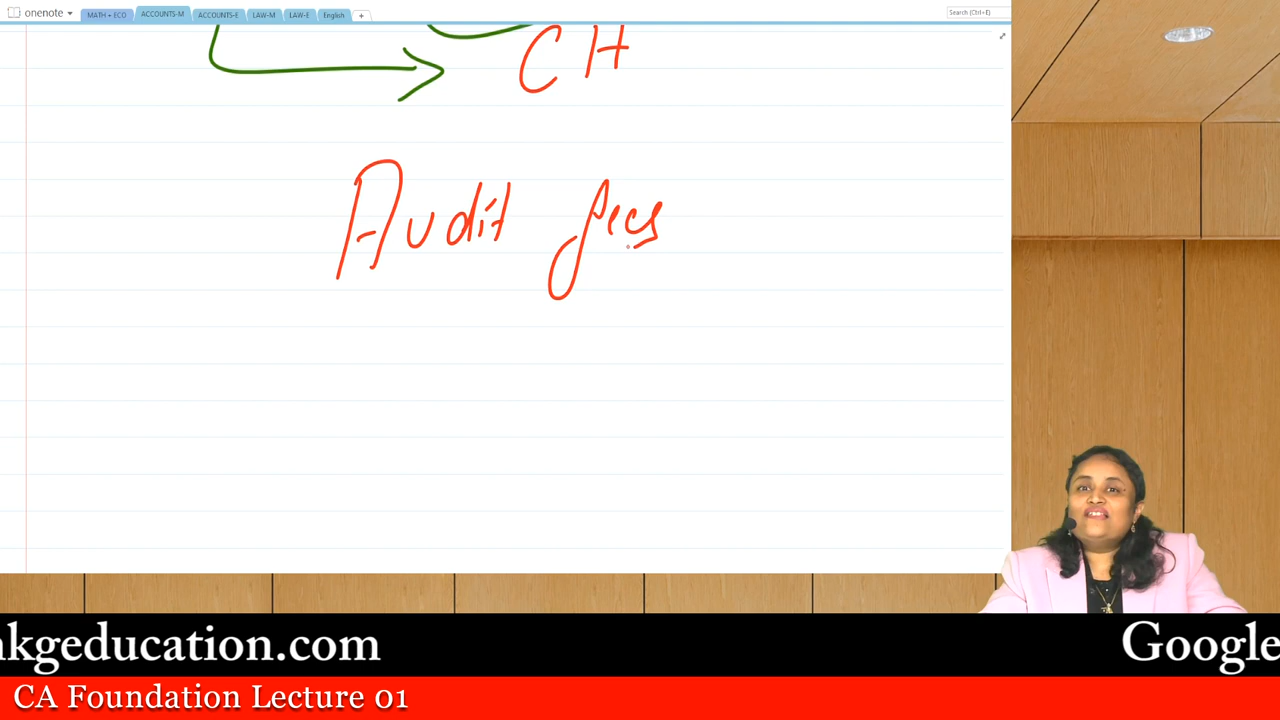 onenote MATH + ECO ACCOUNTS-M ACCOUNTS-E LAW-M LAW-E English + Search (Ctrl+E)
CH
Audit fees
nkgeducation.com Google
CA Foundation Lecture 01